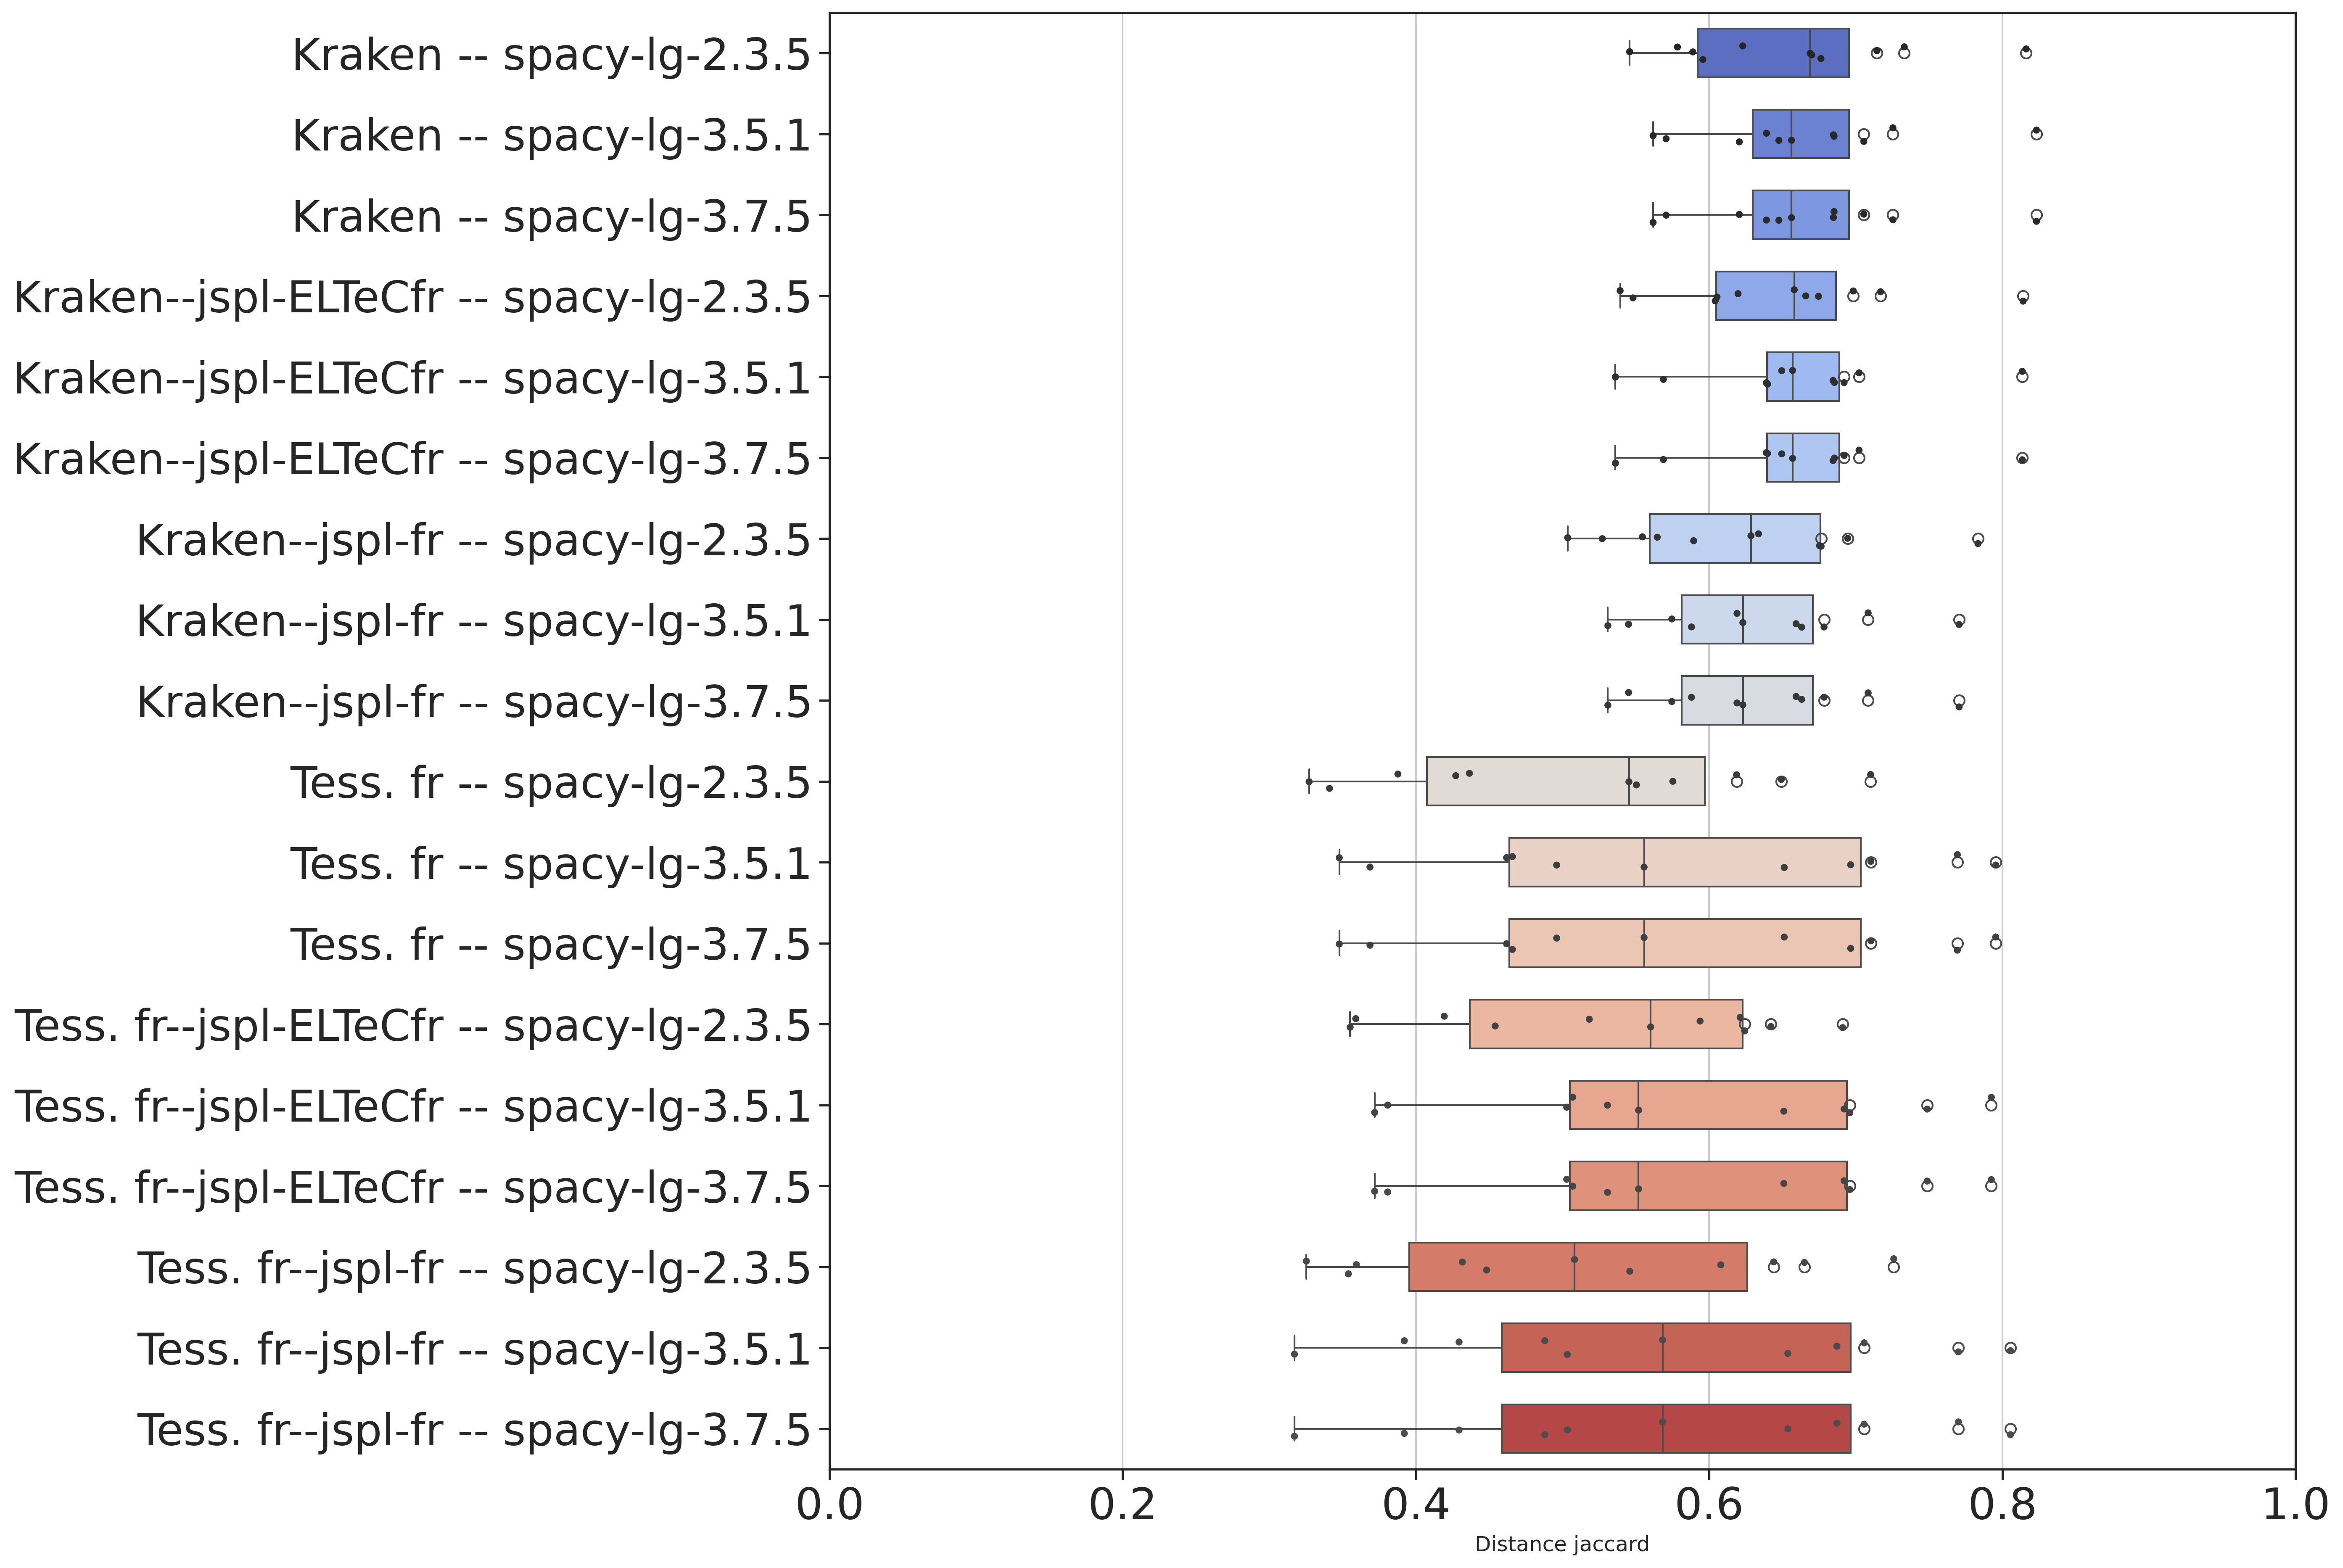 Kraken -- spacy-lg-2.3.5
Kraken -- spacy-lg-3.5.1
Kraken -- spacy-lg-3.7.5
Kraken--jspl-ELTeCfr -- spacy-lg-2.3.5
Kraken--jspl-ELTeCfr -- spacy-lg-3.5.1
Kraken--jspl-ELTeCfr -- spacy-lg-3.7.5
Kraken--jspl-fr -- spacy-lg-2.3.5
Kraken--jspl-fr -- spacy-lg-3.5.1
Kraken--jspl-fr -- spacy-lg-3.7.5
Tess. fr -- spacy-lg-2.3.5
Tess. fr -- spacy-lg-3.5.1
Tess. fr -- spacy-lg-3.7.5
Tess. fr--jspl-ELTeCfr -- spacy-lg-2.3.5
Tess. fr--jspl-ELTeCfr -- spacy-lg-3.5.1
Tess. fr--jspl-ELTeCfr -- spacy-lg-3.7.5
Tess. fr--jspl-fr -- spacy-lg-2.3.5
Tess. fr--jspl-fr -- spacy-lg-3.5.1
Tess. fr--jspl-fr -- spacy-lg-3.7.5
0.0 0.2 0.4 0.6 0.8 1.0
Distance jaccard